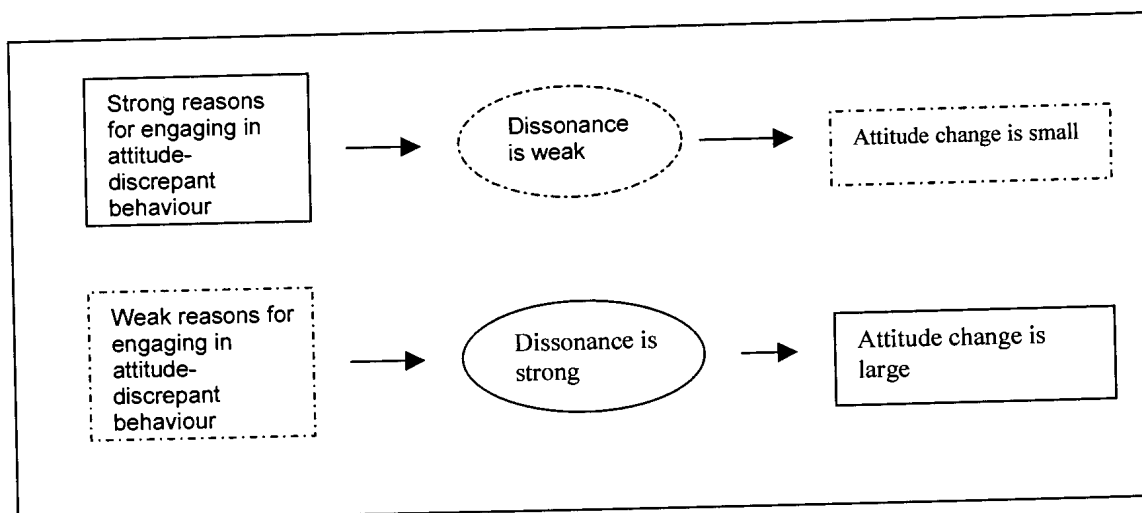 Strong reasons
for engaging in
attitude-
discrepant
behaviour
Dissonance
is weak
Attitude change is small
Weak reasons for
engaging in
attitude-
discrepant
behaviour
Dissonance is
strong
Attitude change is
large